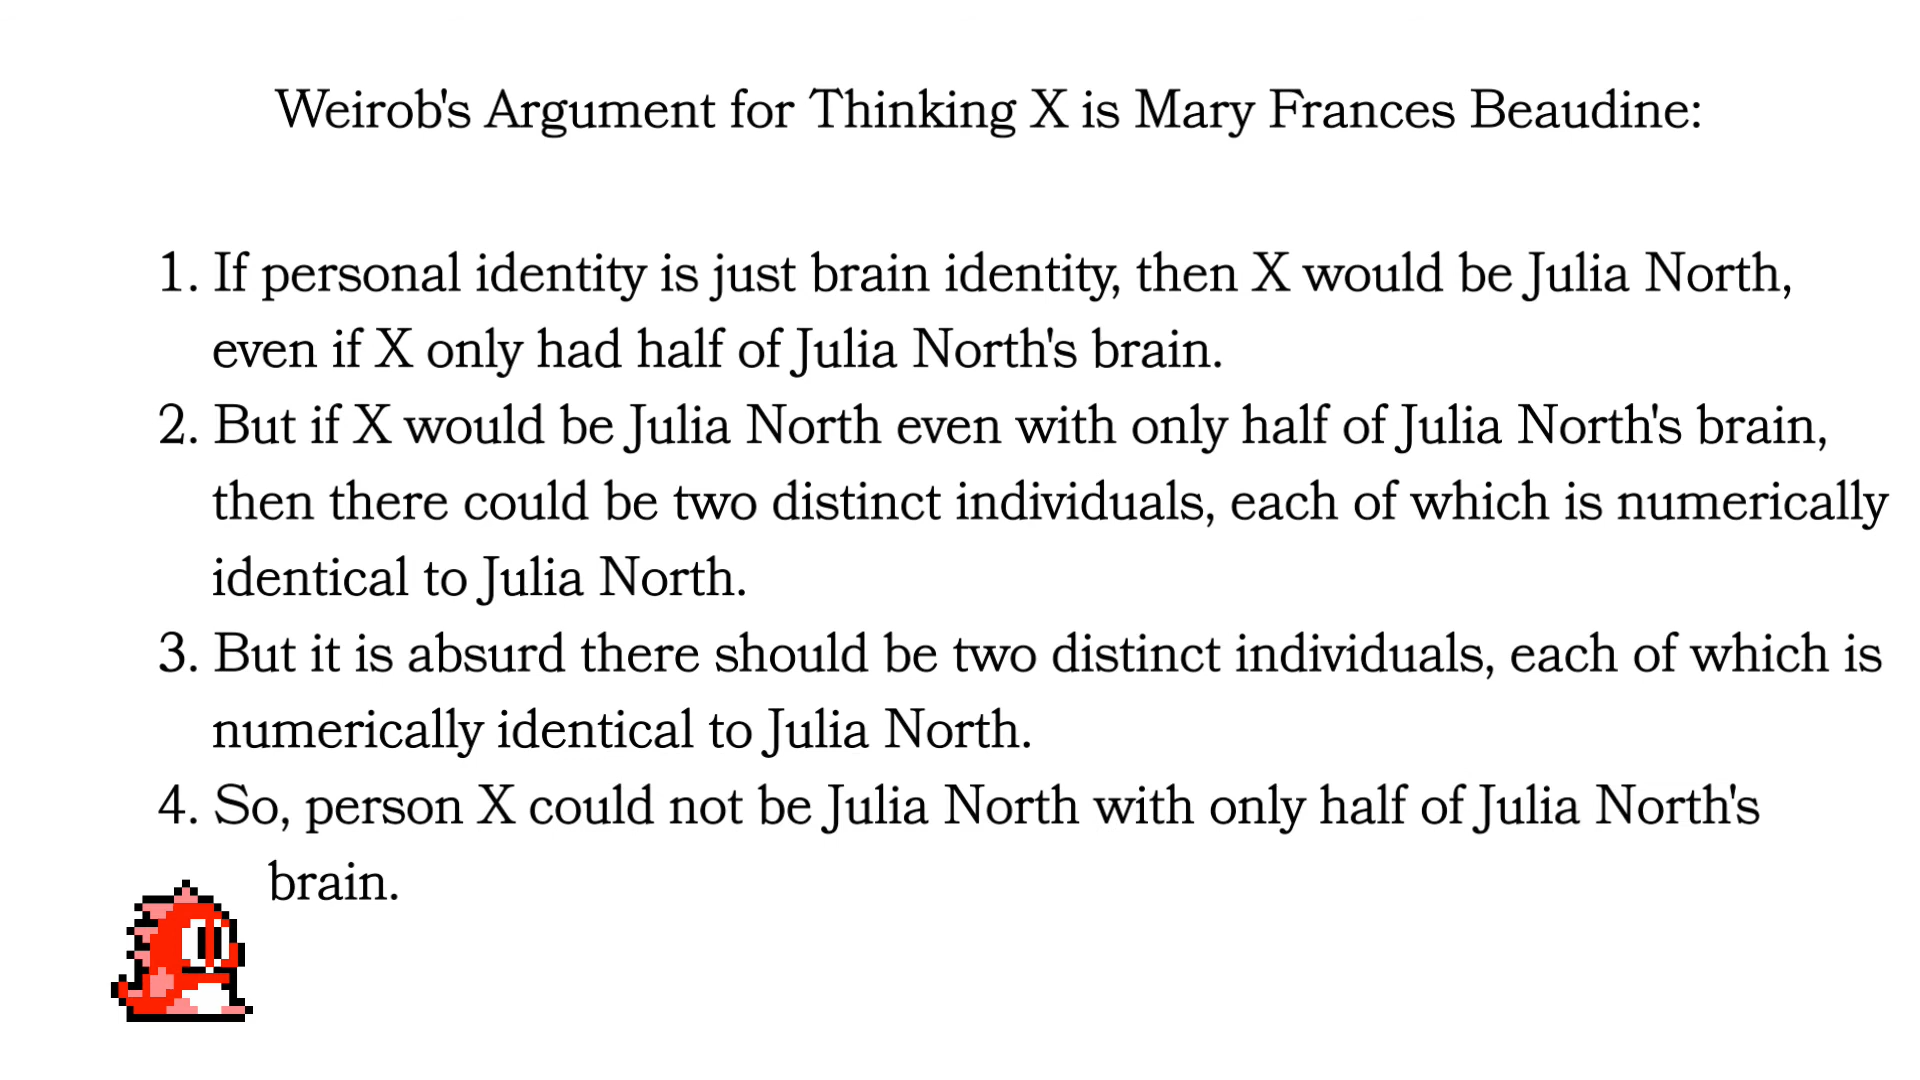 Weirob's Argument for Thinking X is Mary Frances Beaudine:
1. If personal identity is just brain identity, then X would be Julia North,
even if X only had half of Julia North's brain.
2. But if X would be Julia North even with only half of Julia North's brain,
then there could be two distinct individuals, each of which is numerically
identical to Julia North.
3. But it is absurd there should be two distinct individuals, each of which is
numerically identical to Julia North.
4. So, person X could not be Julia North with only half of Julia North's
brain.